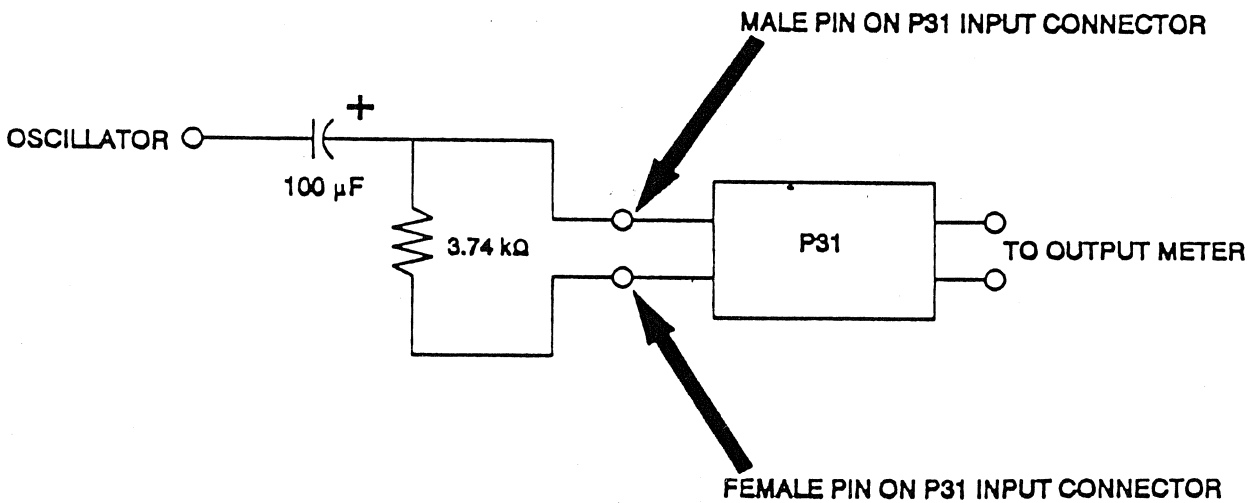 MALE PIN ON P31 INPUT CONNECTOR
+
OSCILLATOR
100 μF
3.74 kΩ
P31
TO OUTPUT METER
FEMALE PIN ON P31 INPUT CONNECTOR